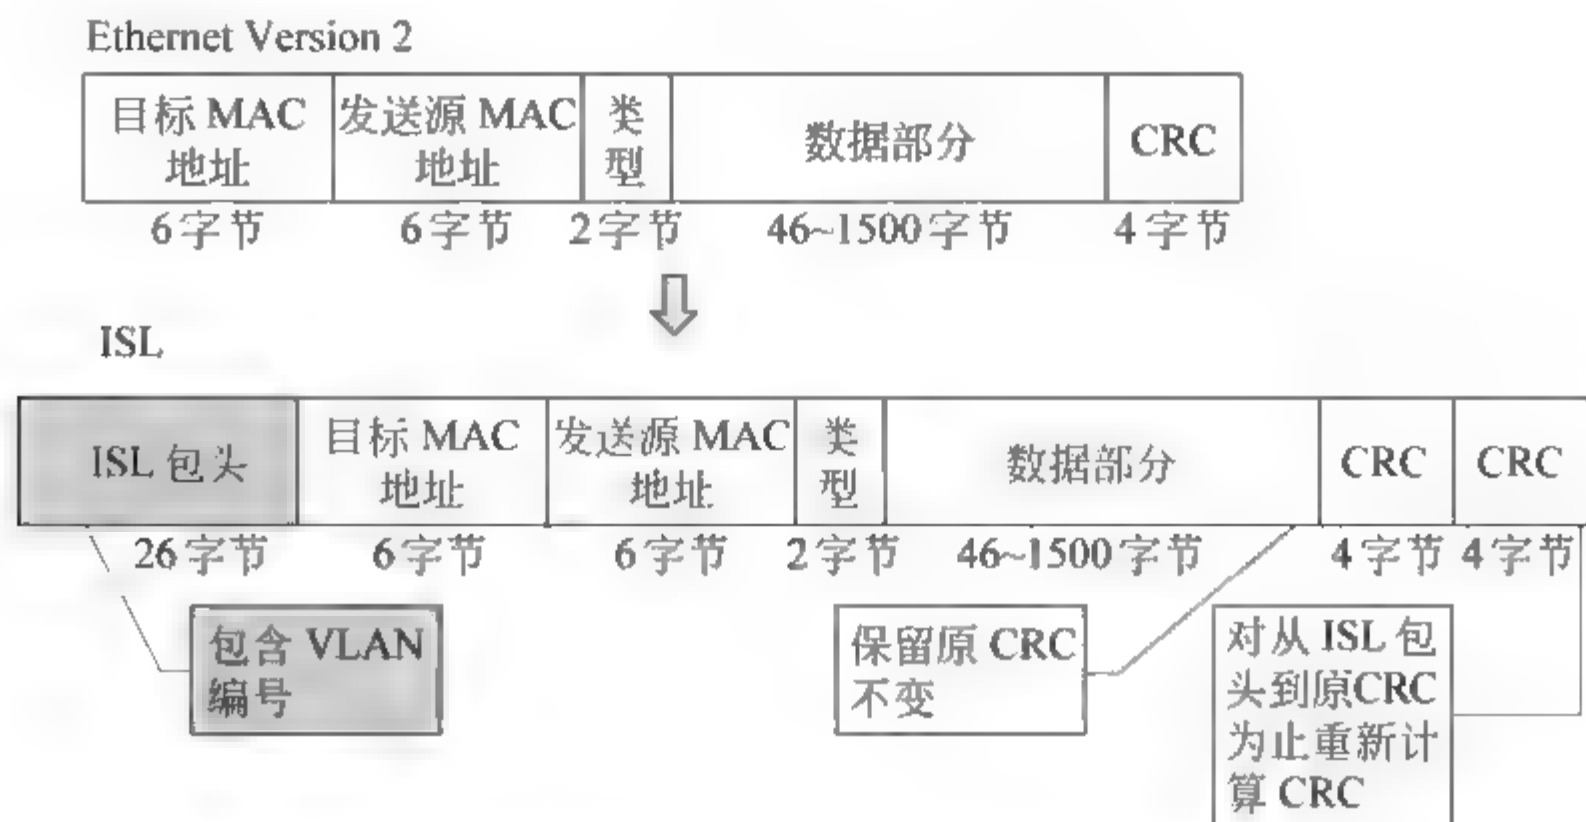 Ethernet Version 2
目标 MAC 地址
发送源 MAC 地址
类型
数据部分
CRC
6字节
6字节
2字节
46~1500字节
4字节
ISL
ISL 包头
目标 MAC 地址
发送源 MAC 地址
类型
数据部分
CRC
CRC
26字节
6字节
6字节
2字节
46~1500字节
4字节
4字节
包含 VLAN
编号
保留原 CRC
不变
对从 ISL 包
头到原CRC
为止重新计
算 CRC